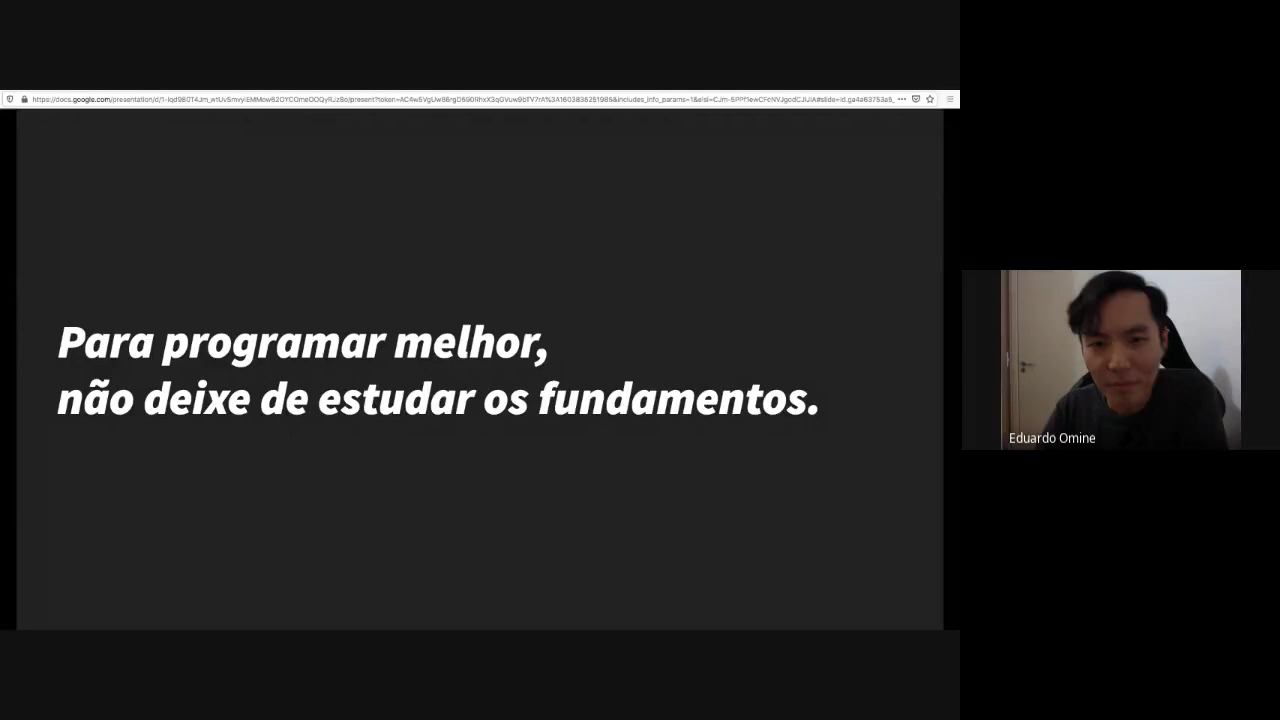 Para programar melhor,
não deixe de estudar os fundamentos.
Eduardo Omine